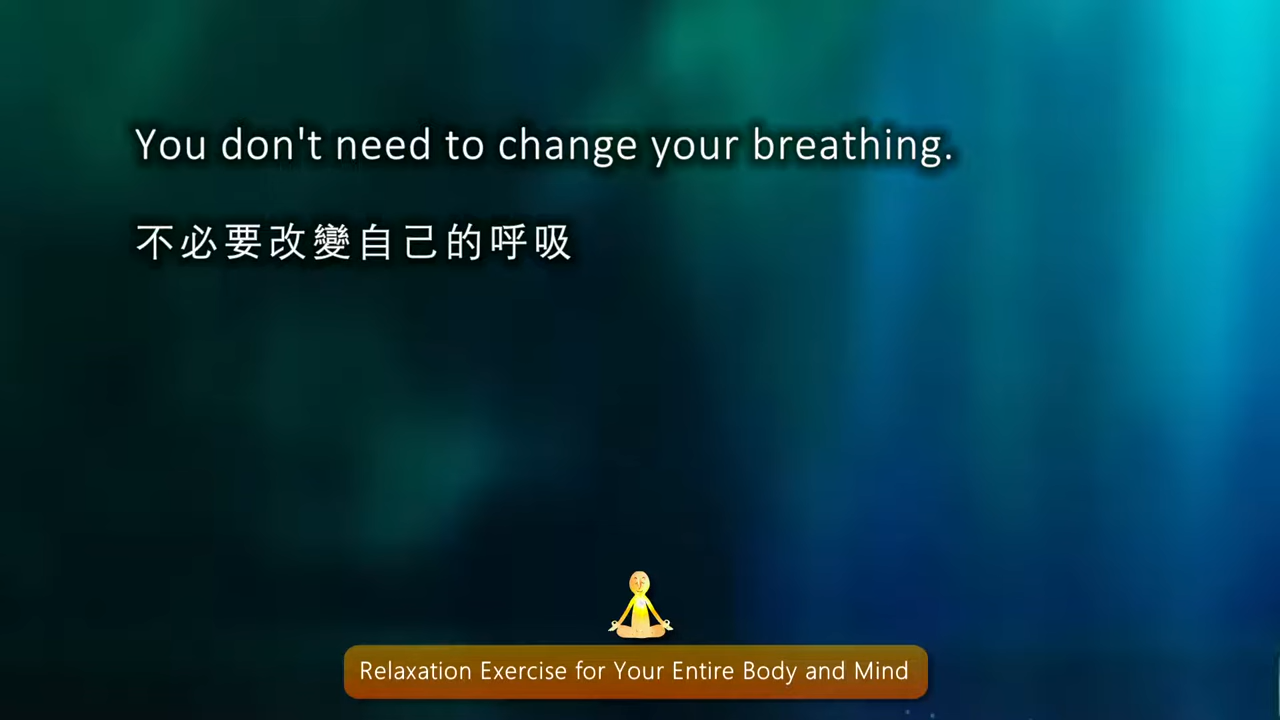 You don't need to change your breathing.
不必要改變自己的呼吸
Relaxation Exercise for Your Entire Body and Mind